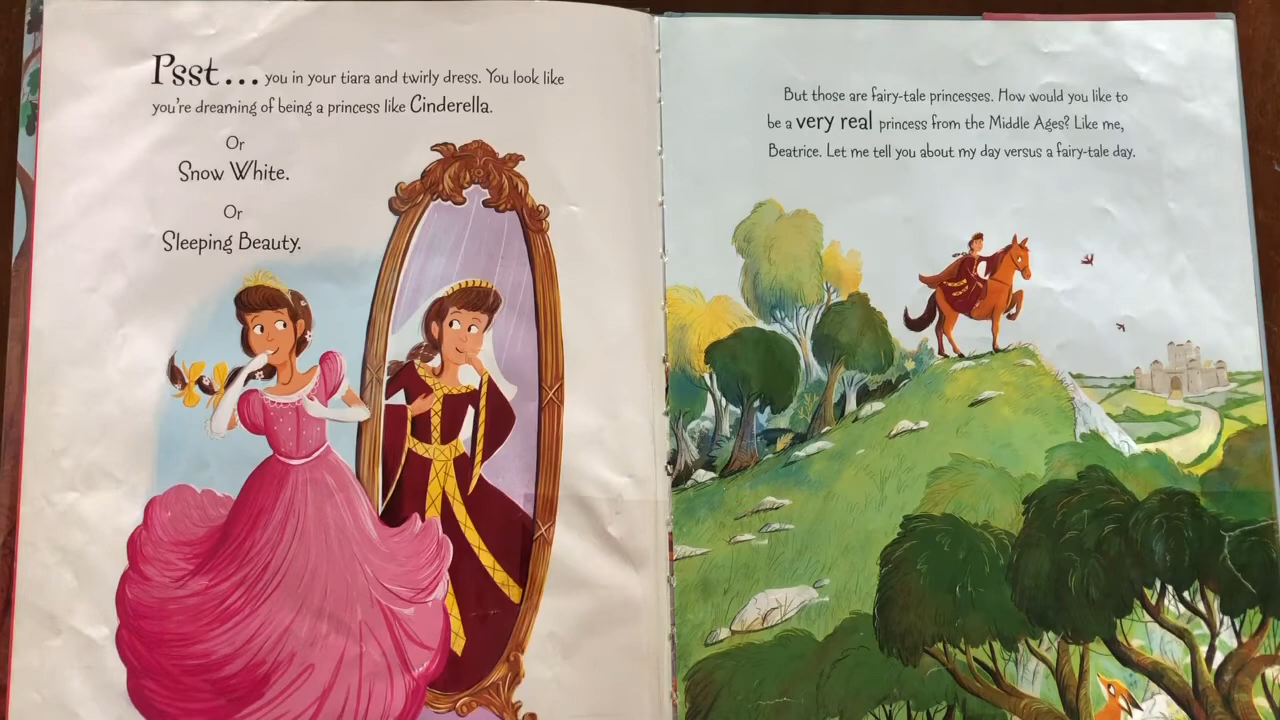 Psst... you in your tiara and twirly dress. You look like
you're dreaming of being a princess like Cinderella.
Or
Snow White.
Or
Sleeping Beauty.
But those are fairy-tale princesses. How would you like to
be a very real princess from the Middle Ages? Like me,
Beatrice. Let me tell you about my day versus a fairy-tale day.